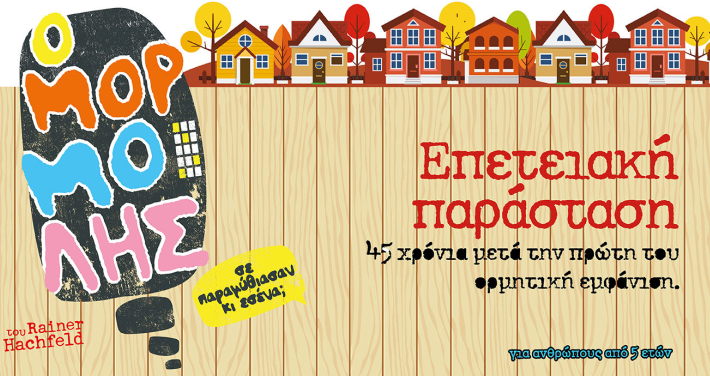 Ο
ΜΟΡ
ΜΟ
ΛΗΣ
σε
παραμύθιασαν
κι εσένα;
του Rainer
Hachfeld
Επετειακή
παράσταση
45 χρόνια μετά την πρώτη του
ορμητική εμφάνιση.
για ανθρώπους από 5 ετών